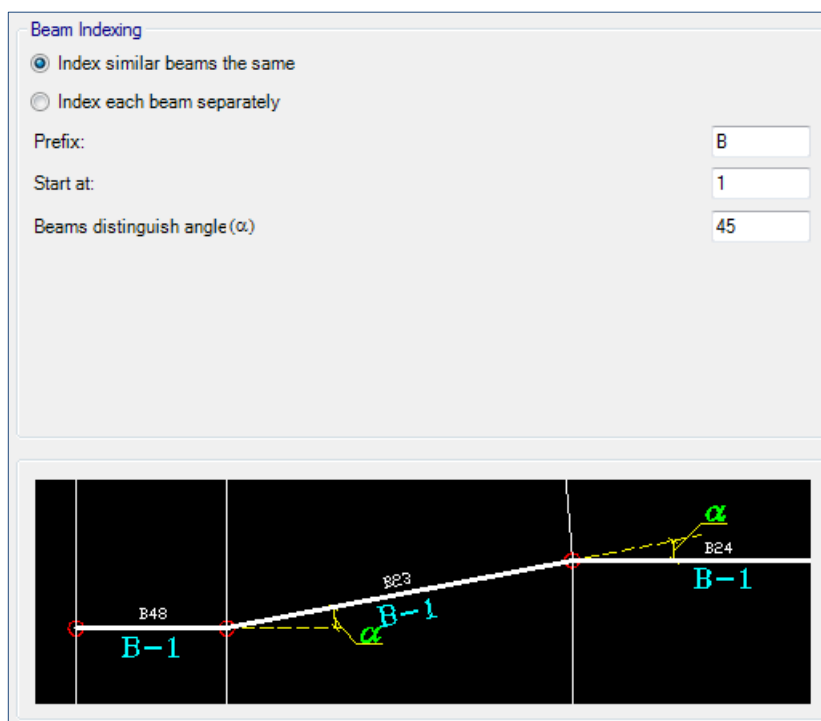 Beam Indexing
Index similar beams the same
Index each beam separately
Prefix: B
Start at: 1
Beams distinguish angle(α) 45
α
B24
B-1
B23
B-1
α
B48
B-1